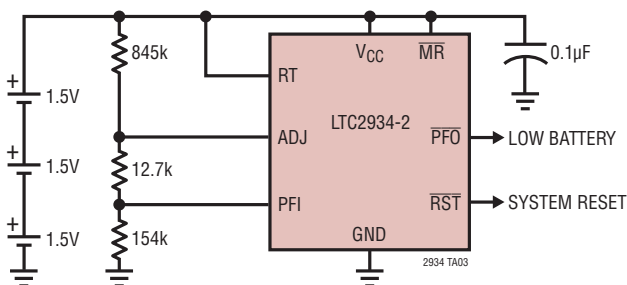 845k
VCC
MR
0.1µF
RT
+
1.5V
LTC2934-2
ADJ
PFO
LOW BATTERY
+
1.5V
12.7k
PFI
RST
SYSTEM RESET
+
1.5V
154k
GND
2934 TA03